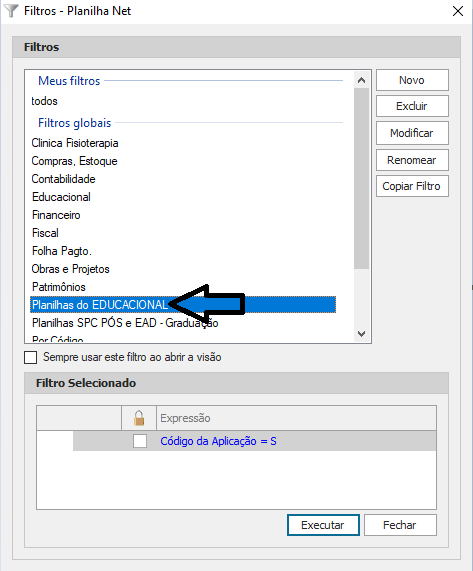 Filtros - Planilha Net
Filtros
Meus filtros
todos
Filtros globais
Clinica Fisioterapia
Compras, Estoque
Contabilidade
Educacional
Financeiro
Fiscal
Folha Pagto.
Obras e Projetos
Patrimônios
Planilhas do EDUCACIONAL
Planilhas SPC PÓS e EAD - Graduação
Por Código
Novo
Excluir
Modificar
Renomear
Copiar Filtro
Sempre usar este filtro ao abrir a visão
Filtro Selecionado
Expressão
Código da Aplicação = S
Executar
Fechar